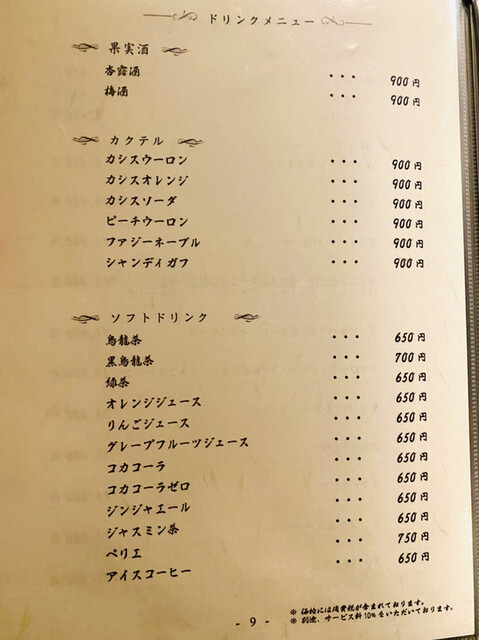 ドリンクメニュー
果実酒
杏露酒 ・・・ 900円
梅酒 ・・・ 900円
カクテル
カシスウーロン ・・・ 900円
カシスオレンジ ・・・ 900円
カシスソーダ ・・・ 900円
ピーチウーロン ・・・ 900円
ファジーネーブル ・・・ 900円
シャンディガフ ・・・ 900円
ソフトドリンク
烏龍茶 ・・・ 650円
黒烏龍茶 ・・・ 700円
緑茶 ・・・ 650円
オレンジジュース ・・・ 650円
りんごジュース ・・・ 650円
グレープフルーツジュース ・・・ 650円
コカコーラ ・・・ 650円
コカコーラゼロ ・・・ 650円
ジンジャエール ・・・ 650円
ジャスミン茶 ・・・ 650円
ペリエ ・・・ 750円
アイスコーヒー ・・・ 650円
※ 価格には消費税が含まれております。
※ 別途、サービス料10%をいただいております。
- 9 -